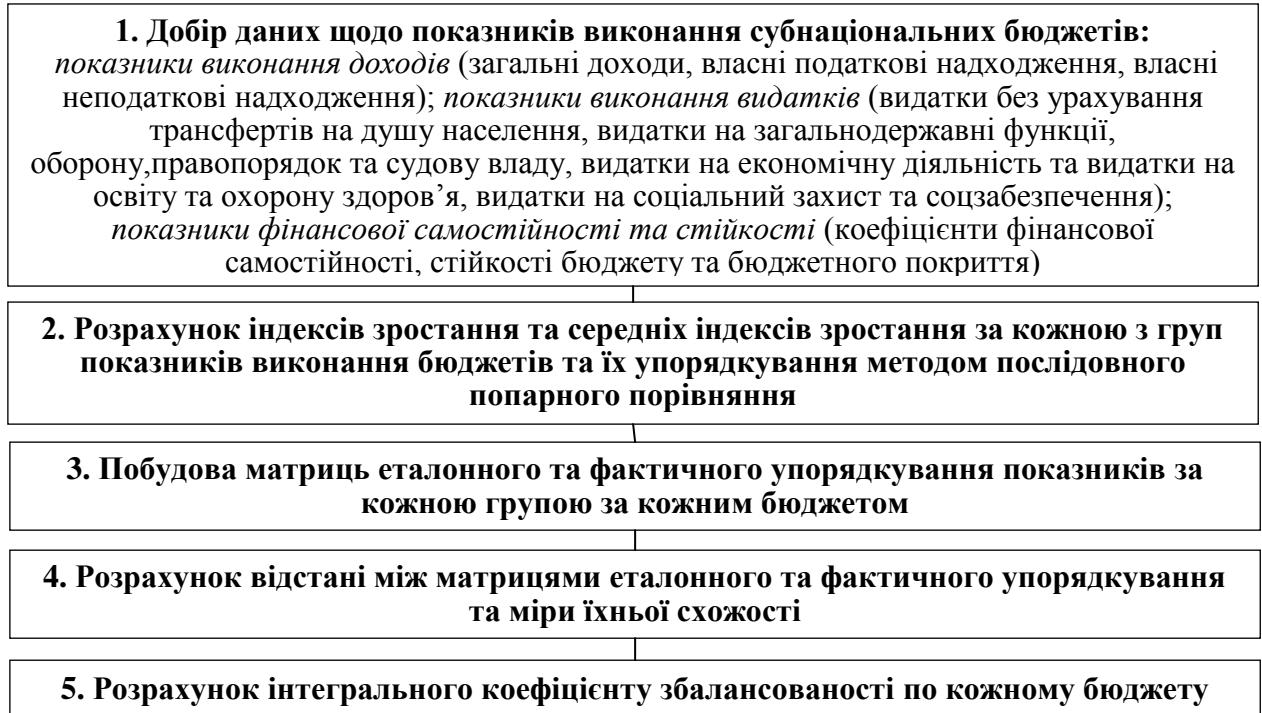 1. Добір даних щодо показників виконання субнаціональних бюджетів:
показники виконання доходів (загальні доходи, власні податкові надходження, власні
неподаткові надходження); показники виконання видатків (видатки без урахування
трансфертів на душу населення, видатки на загальнодержавні функції,
оборону,правопорядок та судову владу, видатки на економічну діяльність та видатки на
освіту та охорону здоров’я, видатки на соціальний захист та соцзабезпечення);
показники фінансової самостійності та стійкості (коефіцієнти фінансової
самостійності, стійкості бюджету та бюджетного покриття)
2. Розрахунок індексів зростання та середніх індексів зростання за кожною з груп
показників виконання бюджетів та їх упорядкування методом послідовного
попарного порівняння
3. Побудова матриць еталонного та фактичного упорядкування показників за
кожною групою за кожним бюджетом
4. Розрахунок відстані між матрицями еталонного та фактичного упорядкування
та міри їхньої схожості
5. Розрахунок інтегрального коефіцієнту збалансованості по кожному бюджету